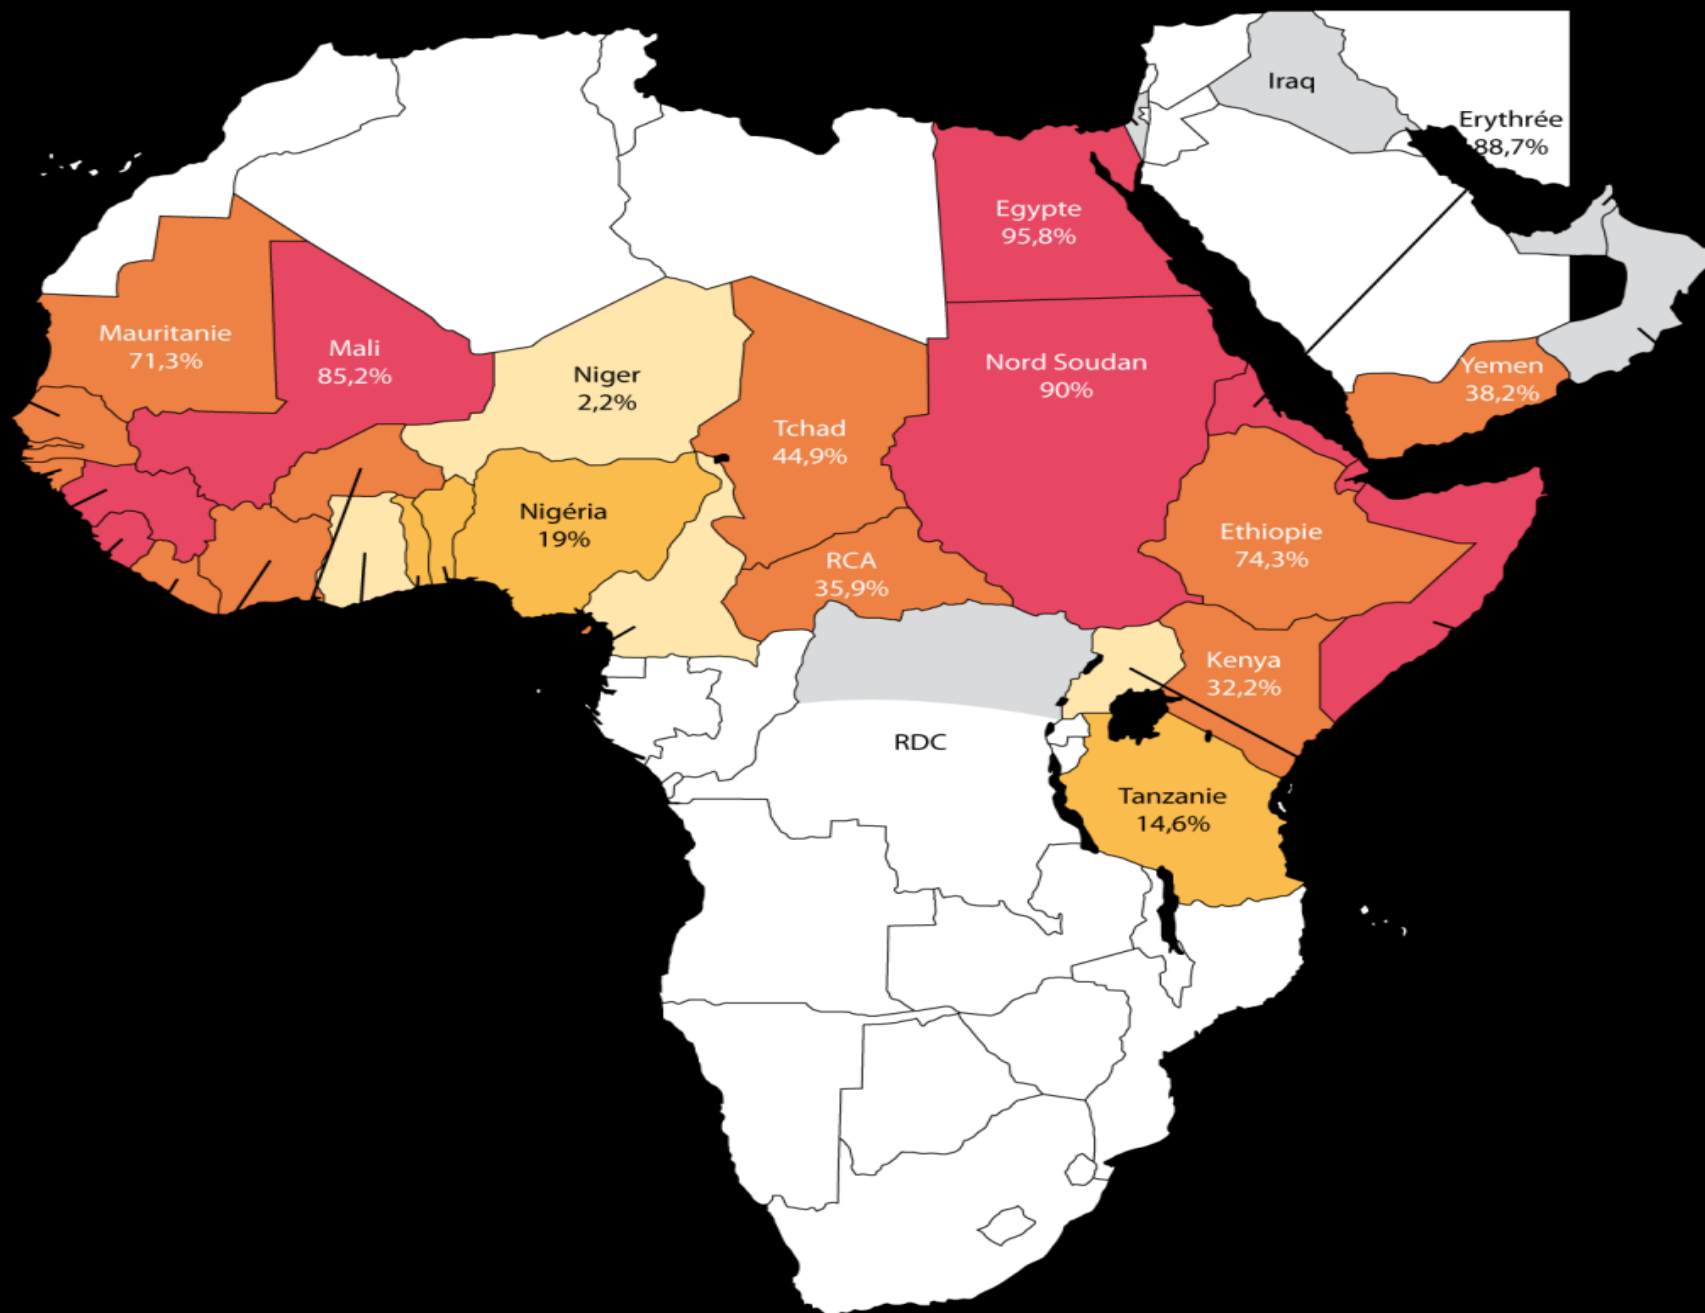 Iraq
Erythrée
88,7%
Egypte
95,8%
Mauritanie
71,3%
Mali
85,2%
Niger
2,2%
Nord Soudan
90%
Yemen
38,2%
Tchad
44,9%
Nigéria
19%
Ethiopie
74,3%
RCA
35,9%
Kenya
32,2%
RDC
Tanzanie
14,6%